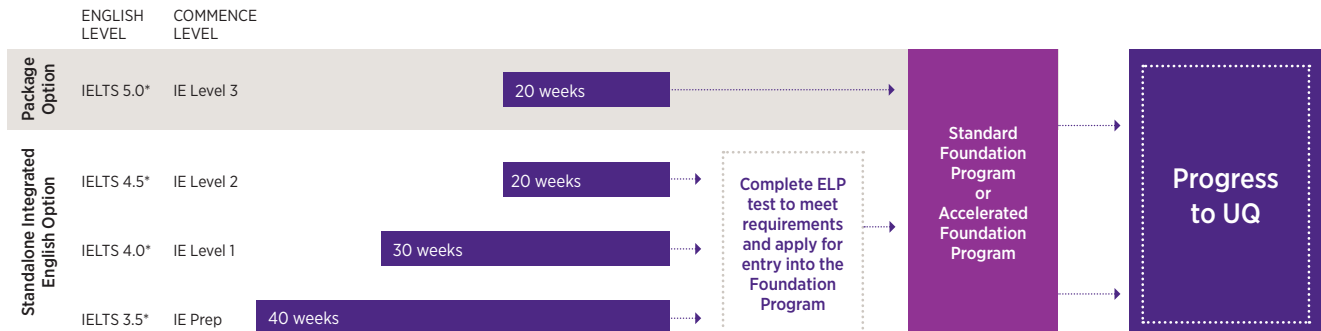 ENGLISH
LEVEL
COMMENCE
LEVEL
Package
Option
IELTS 5.0*
IE Level 3
20 weeks
Standalone Integrated
English Option
IELTS 4.5*
IE Level 2
20 weeks
IELTS 4.0*
IE Level 1
30 weeks
IELTS 3.5*
IE Prep
40 weeks
Complete ELP
test to meet
requirements
and apply for
entry into the
Foundation
Program
Standard
Foundation
Program
or
Accelerated
Foundation
Program
Progress
to UQ